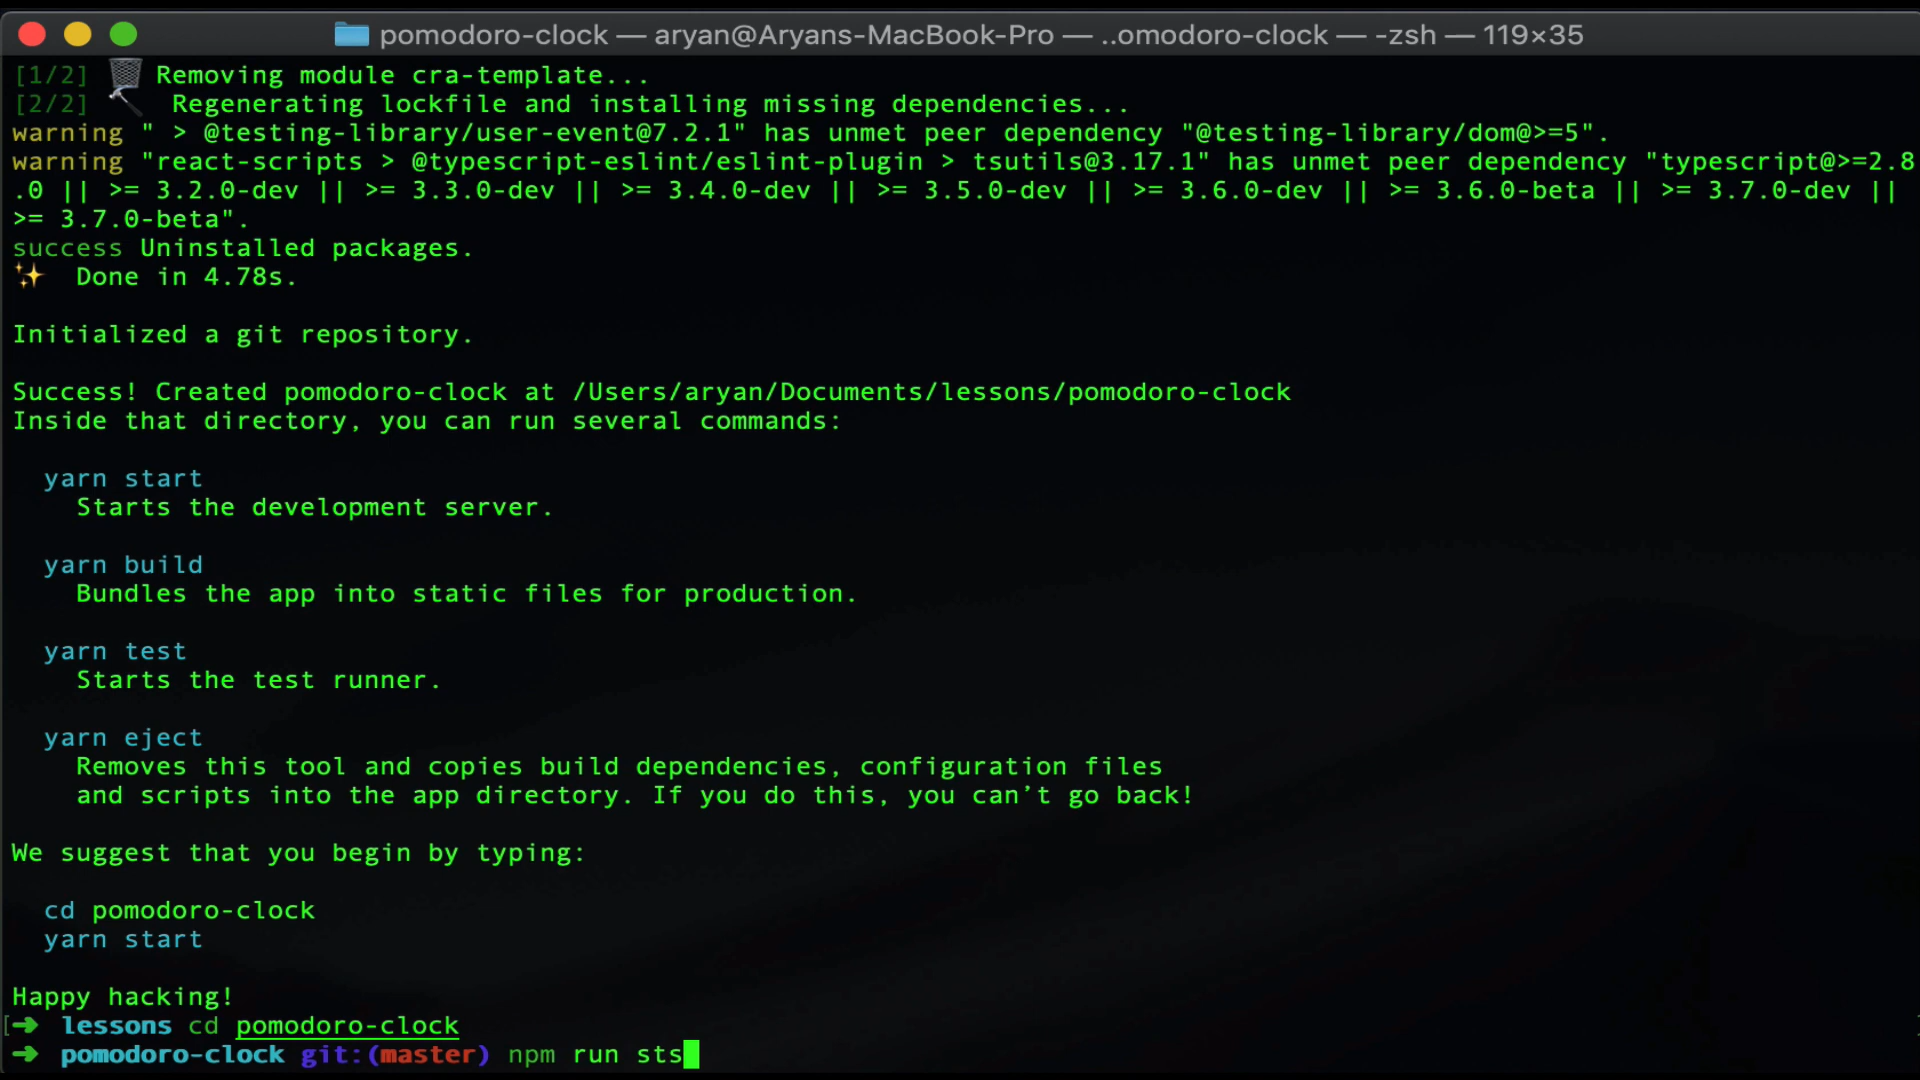 pomodoro-clock — aryan@Aryans-MacBook-Pro — ..omodoro-clock — -zsh — 119×35
[1/2] 🗑 Removing module cra-template...
[2/2] 🔨 Regenerating lockfile and installing missing dependencies...
warning " > @testing-library/user-event@7.2.1" has unmet peer dependency "@testing-library/dom@>=5".
warning "react-scripts > @typescript-eslint/eslint-plugin > tsutils@3.17.1" has unmet peer dependency "typescript@>=2.8
.0 || >= 3.2.0-dev || >= 3.3.0-dev || >= 3.4.0-dev || >= 3.5.0-dev || >= 3.6.0-dev || >= 3.6.0-beta || >= 3.7.0-dev ||
>= 3.7.0-beta".
success Uninstalled packages.
✨ Done in 4.78s.
Initialized a git repository.
Success! Created pomodoro-clock at /Users/aryan/Documents/lessons/pomodoro-clock
Inside that directory, you can run several commands:
yarn start
Starts the development server.
yarn build
Bundles the app into static files for production.
yarn test
Starts the test runner.
yarn eject
Removes this tool and copies build dependencies, configuration files
and scripts into the app directory. If you do this, you can’t go back!
We suggest that you begin by typing:
cd pomodoro-clock
yarn start
Happy hacking!
[➜ lessons cd pomodoro-clock
➜ pomodoro-clock git:(master) npm run sts